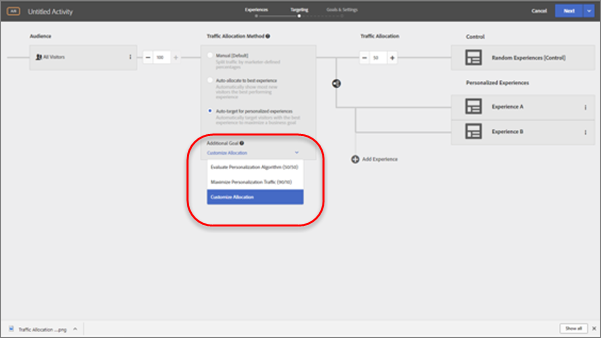 A/B
Untitled Activity
Experiences
Targeting
Goals & Settings
Cancel
Next
Audience
Traffic Allocation Method
Traffic Allocation
Control
All Visitors
100
Manual (Default)
Split traffic by manually defined
percentages
50
Random Experiences [Control]
Auto-allocate to best experience
Automatically show more new
visitors the best performing
experience
Personalized Experiences
Auto-target for personalized experiences
Automatically target visitors with the best
experience to maximize a business goal
Experience A
Experience B
Additional Goal
Customize Allocation
Add Experience
Evaluate Personalization Algorithm (50/50)
Maximize Personalization Traffic (90/10)
Customize Allocation
Traffic Allocation ....png
Show all